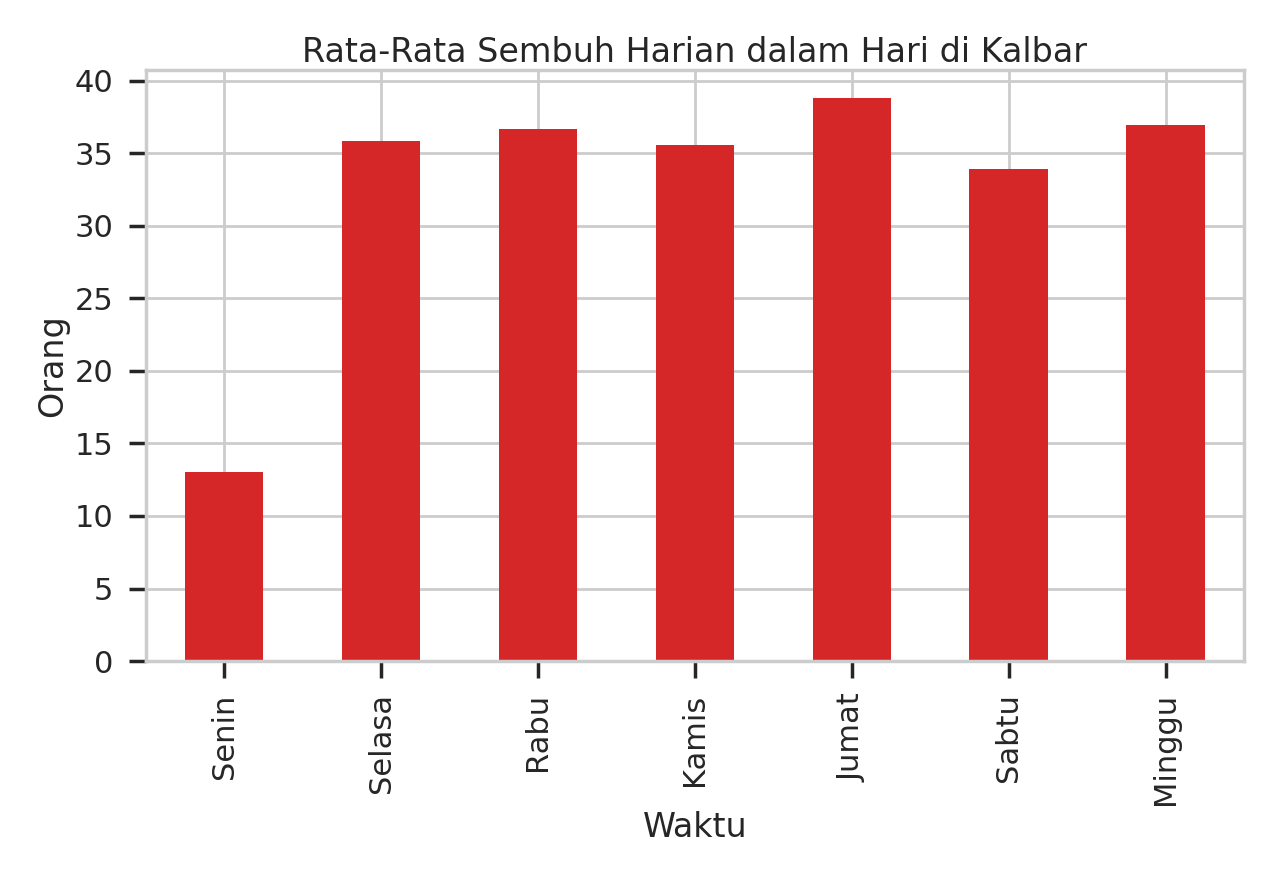 Rata-Rata Sembuh Harian dalam Hari di Kalbar
40
35
30
25
20
15
10
5
0
Orang
Senin
Selasa
Rabu
Kamis
Jumat
Sabtu
Minggu
Waktu